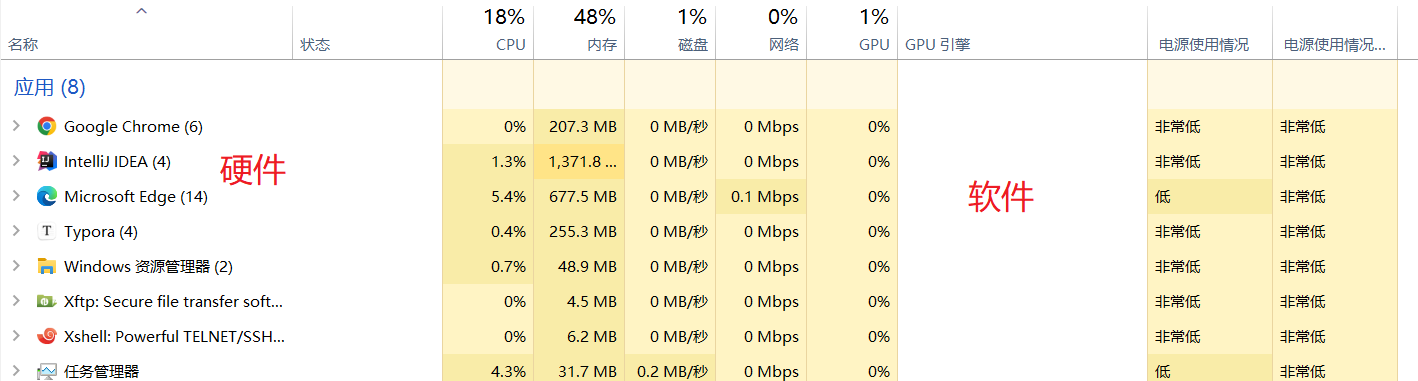 18% 48% 1% 0% 1%
名称 状态 CPU 内存 磁盘 网络 GPU GPU 引擎 电源使用情况 电源使用情况...
应用 (8)
Google Chrome (6) 0% 207.3 MB 0 MB/秒 0 Mbps 0% 非常低 非常低
IntelliJ IDEA (4) 1.3% 1,371.8 ... 0 MB/秒 0 Mbps 0% 非常低 非常低
硬件
Microsoft Edge (14) 5.4% 677.5 MB 0 MB/秒 0.1 Mbps 0% 低 非常低
软件
Typora (4) 0.4% 255.3 MB 0 MB/秒 0 Mbps 0% 非常低 非常低
Windows 资源管理器 (2) 0.7% 48.9 MB 0 MB/秒 0 Mbps 0% 非常低 非常低
Xftp: Secure file transfer soft... 0% 4.5 MB 0 MB/秒 0 Mbps 0% 非常低 非常低
Xshell: Powerful TELNET/SSH... 0% 6.2 MB 0 MB/秒 0 Mbps 0% 非常低 非常低
任务管理器 4.3% 31.7 MB 0.2 MB/秒 0 Mbps 0% 低 非常低